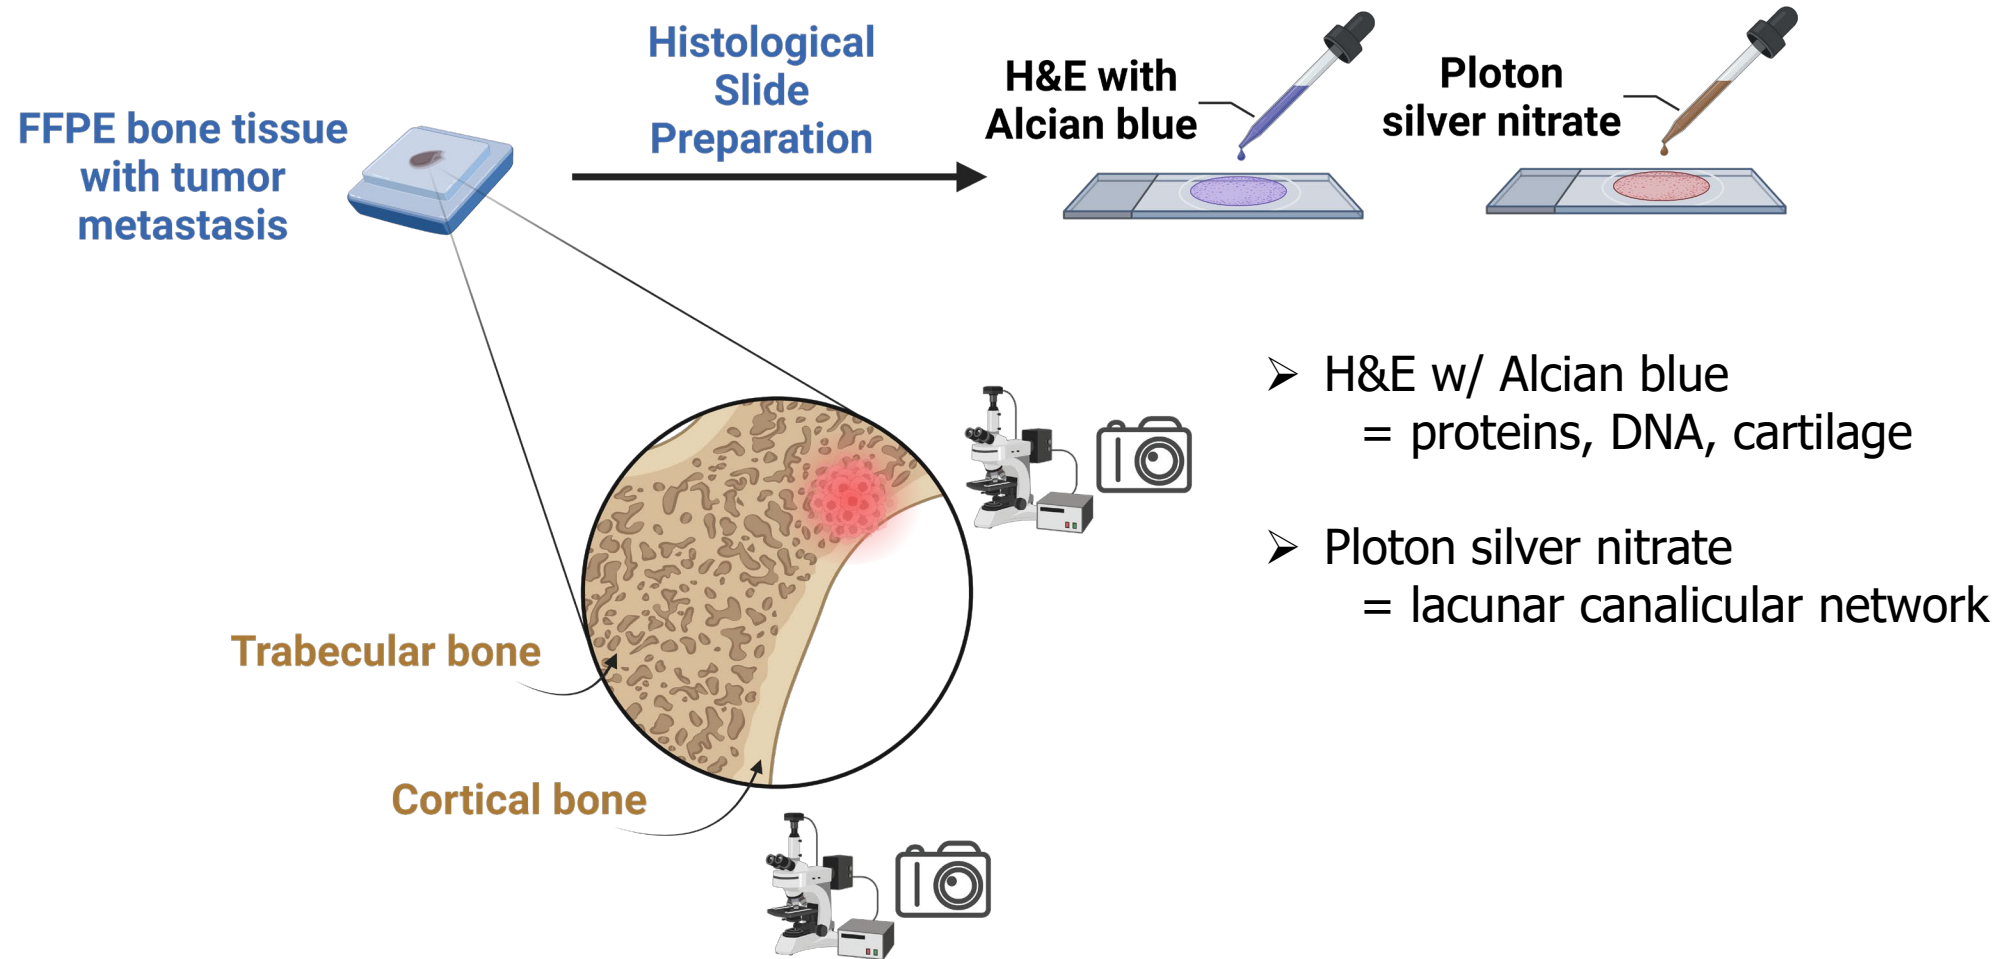 FFPE bone tissue
with tumor
metastasis
Histological
Slide
Preparation
H&E with
Alcian blue
Ploton
silver nitrate
➢ H&E w/ Alcian blue
= proteins, DNA, cartilage
➢ Ploton silver nitrate
= lacunar canalicular network
Trabecular bone
Cortical bone